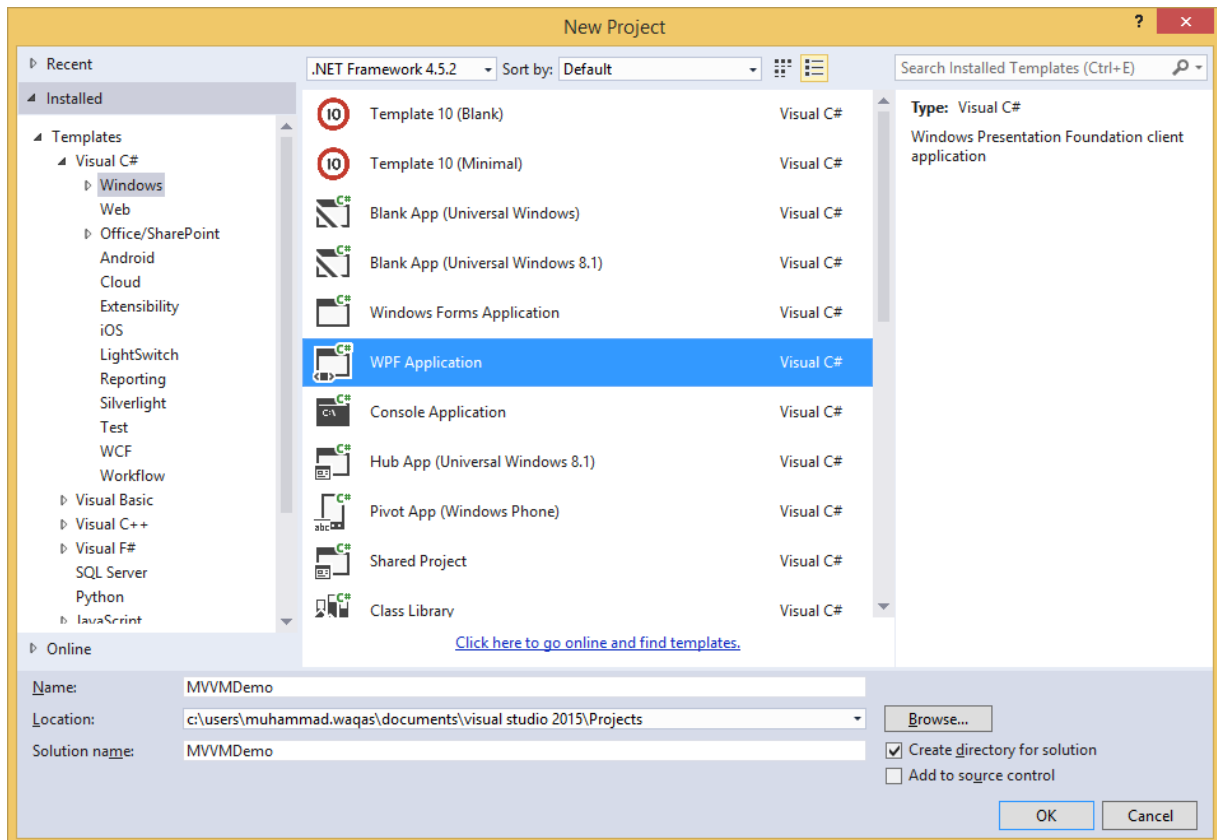 New Project
?
Recent
Installed
Templates
Visual C#
Windows
Web
Office/SharePoint
Android
Cloud
Extensibility
iOS
LightSwitch
Reporting
Silverlight
Test
WCF
Workflow
Visual Basic
Visual C++
Visual F#
SQL Server
Python
JavaScript
Online
.NET Framework 4.5.2 Sort by: Default
Template 10 (Blank) Visual C#
Template 10 (Minimal) Visual C#
Blank App (Universal Windows) Visual C#
Blank App (Universal Windows 8.1) Visual C#
Windows Forms Application Visual C#
WPF Application Visual C#
Console Application Visual C#
Hub App (Universal Windows 8.1) Visual C#
Pivot App (Windows Phone) Visual C#
Shared Project Visual C#
Class Library Visual C#
Click here to go online and find templates.
Search Installed Templates (Ctrl+E)
Type: Visual C#
Windows Presentation Foundation client
application
Name: MVVMDemo
Location: c:\users\muhammad.waqas\documents\visual studio 2015\Projects
Browse...
Solution name: MVVMDemo
Create directory for solution
Add to source control
OK Cancel